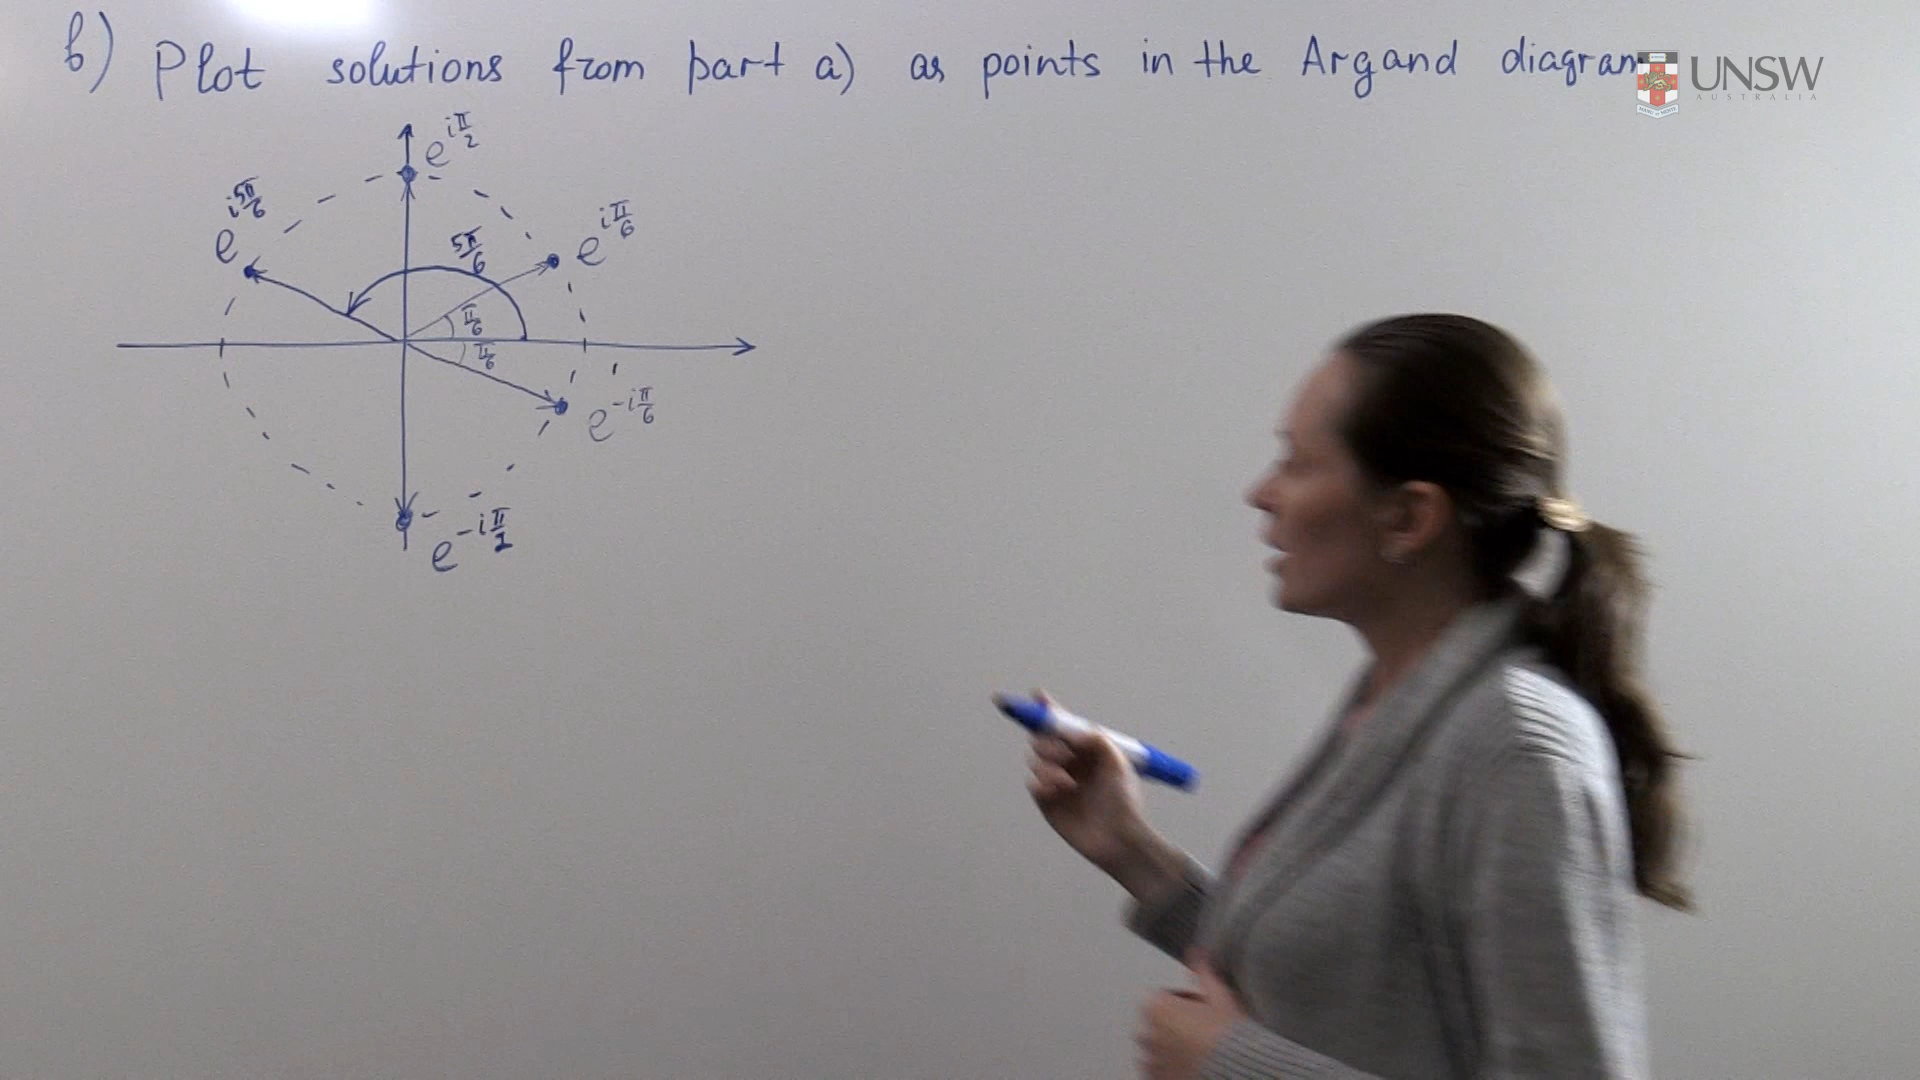 b) Plot solutions from part a) as points in the Argand diagram
UNSW
AUSTRALIA
e^{iπ/2}
e^{i5π/6}
e^{iπ/6}
5π/6
π/6
π/6
e^{-iπ/6}
e^{-iπ/2}